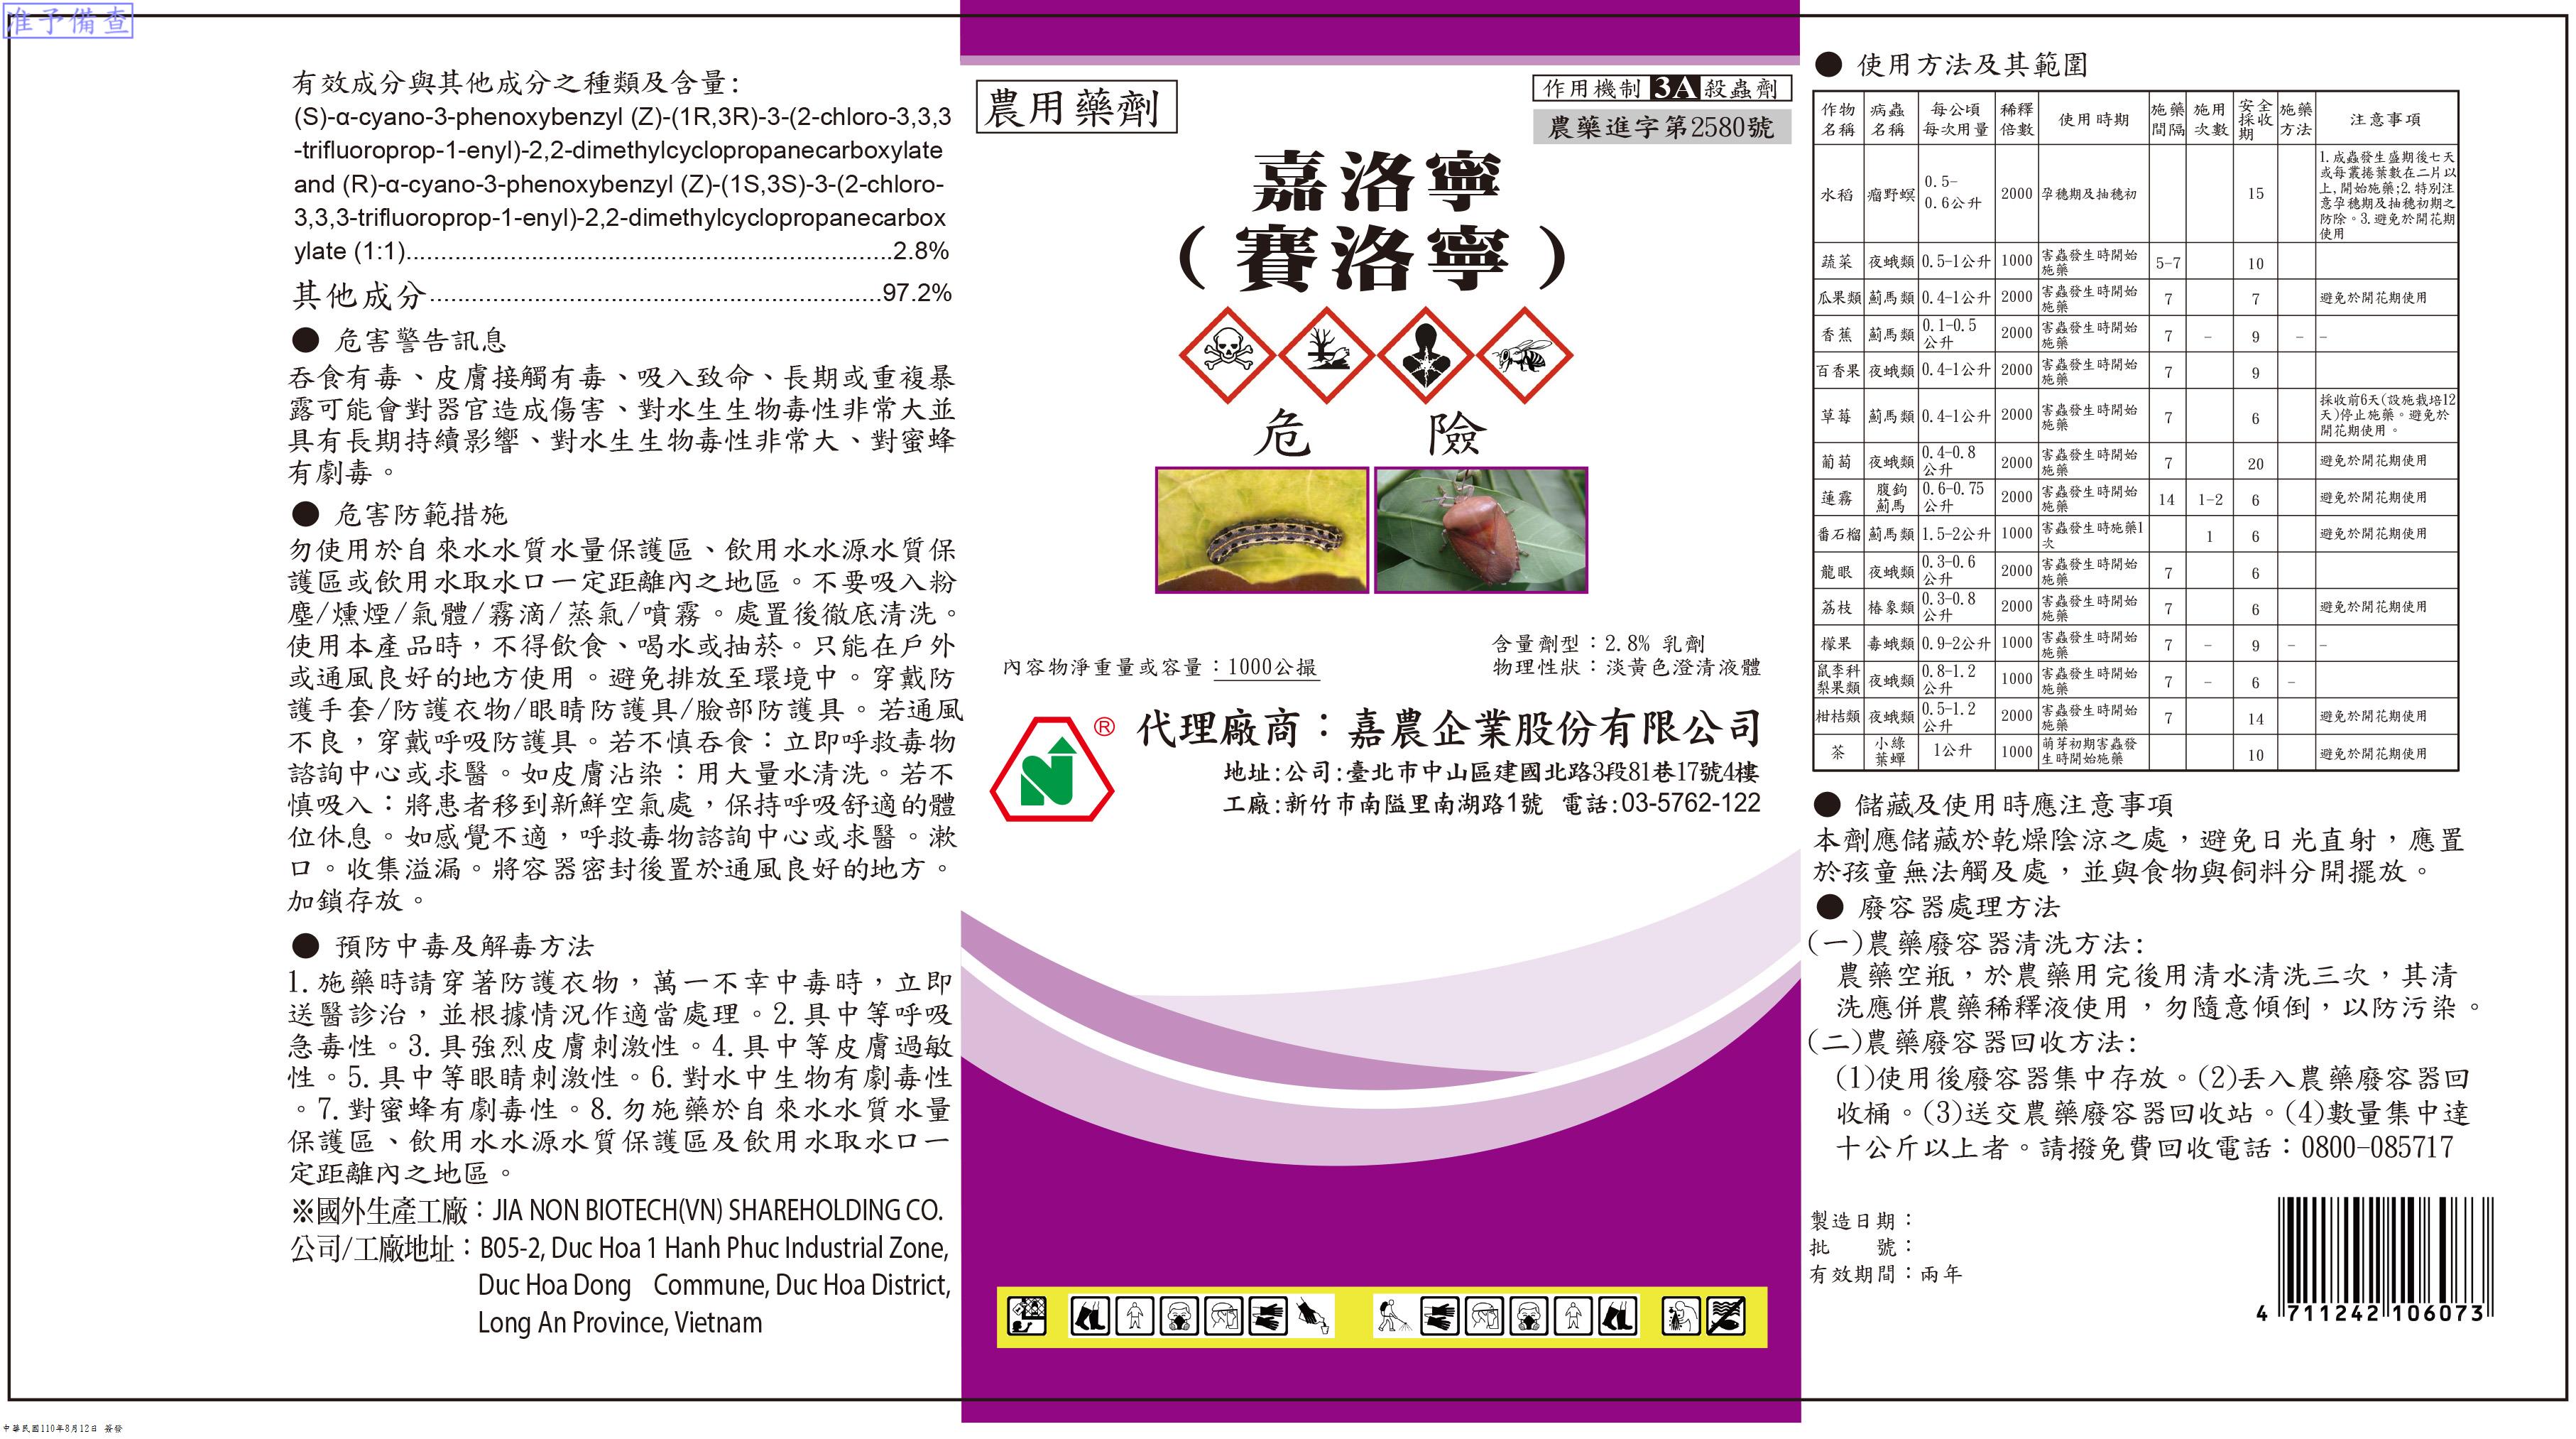 准予備查
有效成分與其他成分之種類及含量:
(S)-α-cyano-3-phenoxybenzyl (Z)-(1R,3R)-3-(2-chloro-3,3,3
-trifluoroprop-1-enyl)-2,2-dimethylcyclopropanecarboxylate
and (R)-α-cyano-3-phenoxybenzyl (Z)-(1S,3S)-3-(2-chloro-
3,3,3-trifluoroprop-1-enyl)-2,2-dimethylcyclopropanecarbox
ylate (1:1)......................................................................2.8%
其他成分.................................................................97.2%
● 危害警告訊息
吞食有毒、皮膚接觸有毒、吸入致命、長期或重複暴
露可能會對器官造成傷害、對水生生物毒性非常大並
具有長期持續影響、對水生生物毒性非常大、對蜜蜂
有劇毒。
● 危害防範措施
勿使用於自來水水質水量保護區、飲用水水源水質保
護區或飲用水取水口一定距離內之地區。不要吸入粉
塵/燻煙/氣體/霧滴/蒸氣/噴霧。處置後徹底清洗。
使用本產品時，不得飲食、喝水或抽菸。只能在戶外
或通風良好的地方使用。避免排放至環境中。穿戴防
護手套/防護衣物/眼睛防護具/臉部防護具。若通風
不良，穿戴呼吸防護具。若不慎吞食：立即呼救毒物
諮詢中心或求醫。如皮膚沾染：用大量水清洗。若不
慎吸入：將患者移到新鮮空氣處，保持呼吸舒適的體
位休息。如感覺不適，呼救毒物諮詢中心或求醫。漱
口。收集溢漏。將容器密封後置於通風良好的地方。
加鎖存放。
● 預防中毒及解毒方法
1.施藥時請穿著防護衣物，萬一不幸中毒時，立即
送醫診治，並根據情況作適當處理。2.具中等呼吸
急毒性。3.具強烈皮膚刺激性。4.具中等皮膚過敏
性。5.具中等眼睛刺激性。6.對水中生物有劇毒性
。7.對蜜蜂有劇毒性。8.勿施藥於自來水水質水量
保護區、飲用水水源水質保護區及飲用水取水口一
定距離內之地區。
※國外生產工廠：JIA NON BIOTECH(VN) SHAREHOLDING CO.
公司/工廠地址：B05-2, Duc Hoa 1 Hanh Phuc Industrial Zone,
Duc Hoa Dong Commune, Duc Hoa District,
Long An Province, Vietnam
農用藥劑
作用機制 3A 殺蟲劑
農藥進字第2580號
嘉洛寧
(賽洛寧)
危 險
含量劑型：2.8% 乳劑
內容物淨重量或容量：1000公撮
物理性狀：淡黃色澄清液體
®
代理廠商：嘉農企業股份有限公司
地址:公司:臺北市中山區建國北路3段81巷17號4樓
工廠:新竹市南隘里南湖路1號 電話:03-5762-122
● 使用方法及其範圍
作物名稱 病蟲名稱 每公頃每次用量 稀釋倍數 使用時期 施藥間隔 施用次數 安全採收期 施藥方法 注意事項
水稻 瘤野螟 0.5-0.6公升 2000 孕穗期及抽穗初 15 1.成蟲發生盛期後七天或每叢捲葉數在二片以上,開始施藥;2.特別注意孕穗期及抽穗初期之防除。3.避免於開花期使用
蔬菜 夜蛾類 0.5-1公升 1000 害蟲發生時開始施藥 5-7 10
瓜果類 薊馬類 0.4-1公升 2000 害蟲發生時開始施藥 7 7 避免於開花期使用
香蕉 薊馬類 0.1-0.5公升 2000 害蟲發生時開始施藥 7 - 9 - -
百香果 夜蛾類 0.4-1公升 2000 害蟲發生時開始施藥 7 9
草莓 薊馬類 0.4-1公升 2000 害蟲發生時開始施藥 7 6 採收前6天(設施栽培12天)停止施藥。避免於開花期使用。
葡萄 夜蛾類 0.4-0.8公升 2000 害蟲發生時開始施藥 7 20 避免於開花期使用
蓮霧 腹鉤薊馬 0.6-0.75公升 2000 害蟲發生時開始施藥 14 1-2 6 避免於開花期使用
番石榴 薊馬類 1.5-2公升 1000 害蟲發生時施藥1次 1 6 避免於開花期使用
龍眼 夜蛾類 0.3-0.6公升 2000 害蟲發生時開始施藥 7 6
荔枝 椿象類 0.3-0.8公升 2000 害蟲發生時開始施藥 7 6 避免於開花期使用
檬果 毒蛾類 0.9-2公升 1000 害蟲發生時開始施藥 7 - 9 - -
鼠李科梨果類 夜蛾類 0.8-1.2公升 1000 害蟲發生時開始施藥 7 - 6 -
柑桔類 夜蛾類 0.5-1.2公升 2000 害蟲發生時開始施藥 7 14 避免於開花期使用
茶 小綠葉蟬 1公升 1000 萌芽初期害蟲發生時開始施藥 10 避免於開花期使用
● 儲藏及使用時應注意事項
本劑應儲藏於乾燥陰涼之處，避免日光直射，應置
於孩童無法觸及處，並與食物與飼料分開擺放。
● 廢容器處理方法
(一)農藥廢容器清洗方法:
農藥空瓶，於農藥用完後用清水清洗三次，其清
洗應併農藥稀釋液使用，勿隨意傾倒，以防污染。
(二)農藥廢容器回收方法:
(1)使用後廢容器集中存放。(2)丟入農藥廢容器回
收桶。(3)送交農藥廢容器回收站。(4)數量集中達
十公斤以上者。請撥免費回收電話：0800-085717
製造日期：
批 號：
有效期間：兩年
4 711242 106073
中華民國110年8月12日 簽發